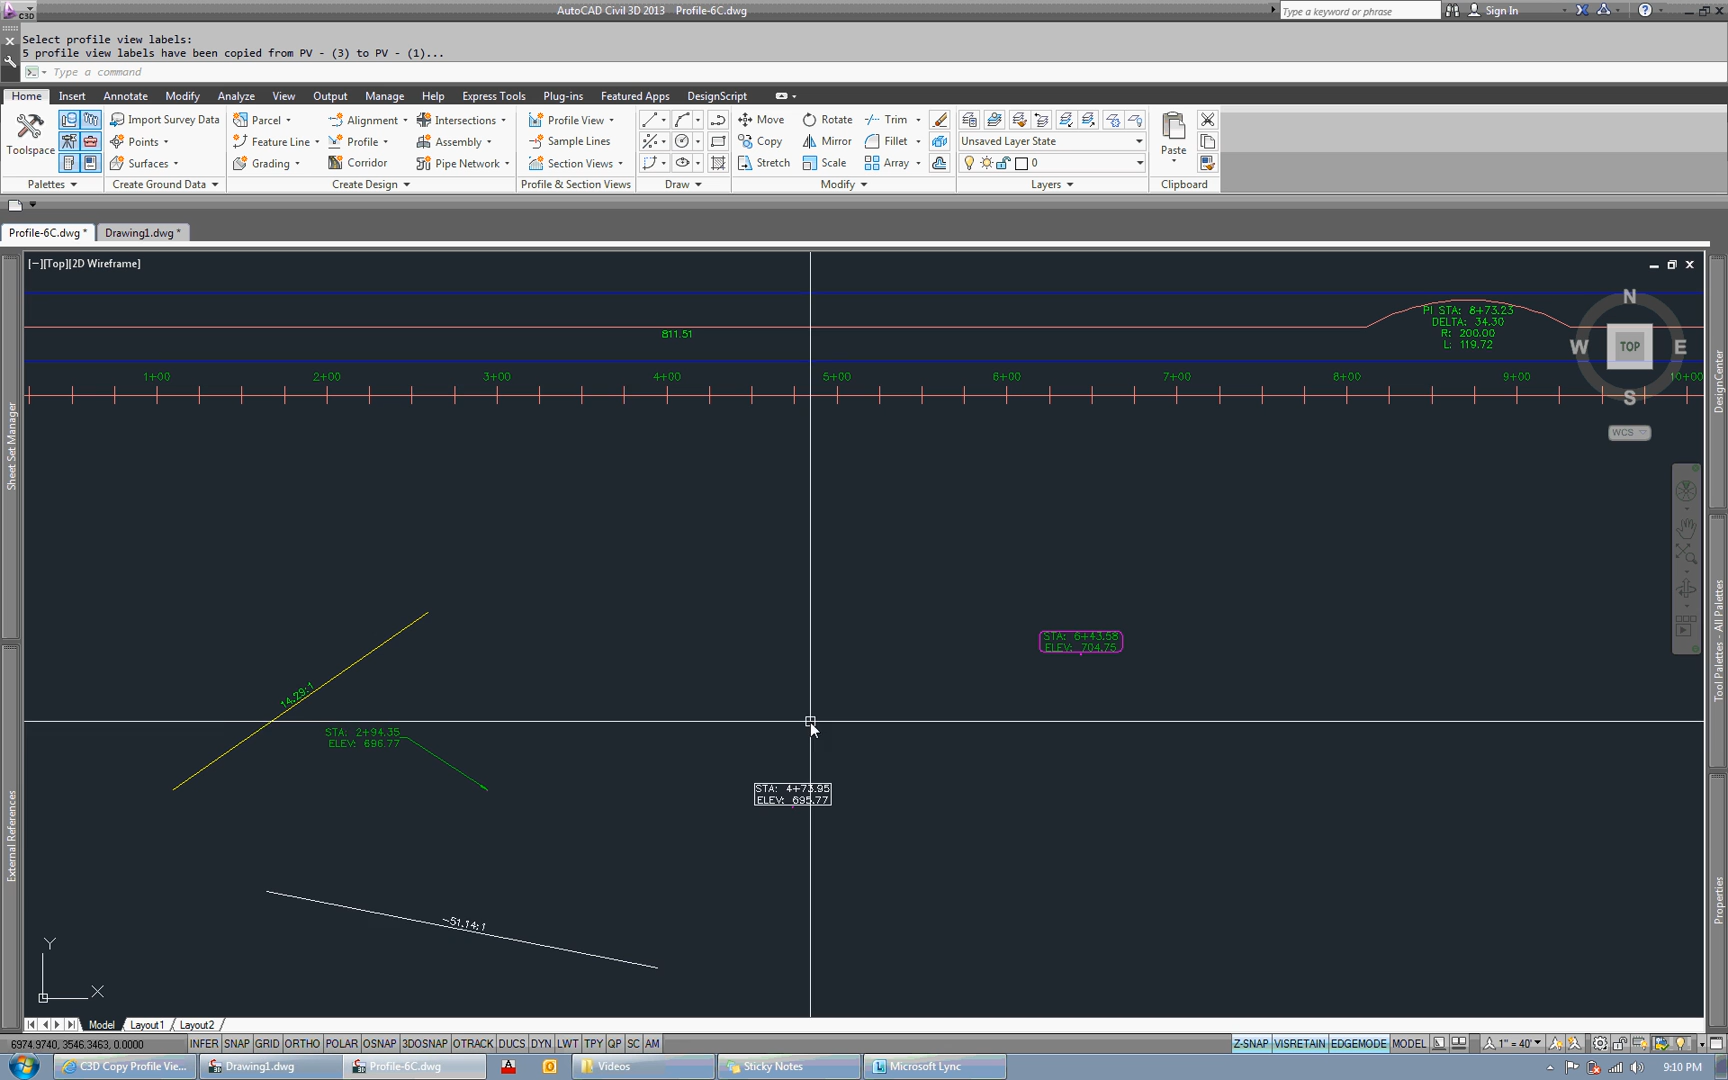 C3D
AutoCAD Civil 3D 2013 Profile-6C.dwg
Type a keyword or phrase
Sign In
Select profile view labels:
5 profile view labels have been copied from PV - (3) to PV - (1)...
Type a command
Home Insert Annotate Modify Analyze View Output Manage Help Express Tools Plug-ins Featured Apps DesignScript
Import Survey Data Parcel Alignment Intersections Profile View Move Rotate Trim
Toolspace Points Feature Line Profile Assembly Sample Lines Copy Mirror Fillet Unsaved Layer State Paste
Surfaces Grading Corridor Pipe Network Section Views Stretch Scale Array 0
Palettes Create Ground Data Create Design Profile & Section Views Draw Modify Layers Clipboard
Profile-6C.dwg * Drawing1.dwg *
[−][Top][2D Wireframe]
811.51
PI STA: 8+73.23
DELTA: 34.30
R: 200.00
L: 119.72
N
W TOP E
S
WCS
1+00 2+00 3+00 4+00 5+00 6+00 7+00 8+00 9+00 10+00
STA: 6+43.58
ELEV: 704.75
14.29:1
STA: 2+94.35
ELEV: 696.77
STA: 4+73.95
ELEV: 695.77
-51.14:1
Y
X
Sheet Set Manager
External References
DesignCenter
Tool Palettes - All Palettes
Properties
Model Layout1 Layout2
6974.9740, 3546.3463, 0.0000 INFER SNAP GRID ORTHO POLAR OSNAP 3DOSNAP OTRACK DUCS DYN LWT TPY QP SC AM Z-SNAP VISRETAIN EDGEMODE MODEL 1" = 40'
C3D Copy Profile Vie... Drawing1.dwg Profile-6C.dwg Videos Sticky Notes Microsoft Lync 9:10 PM